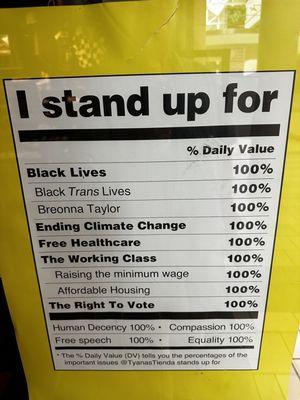 I stand up for
% Daily Value
Black Lives 100%
Black Trans Lives 100%
Breonna Taylor 100%
Ending Climate Change 100%
Free Healthcare 100%
The Working Class 100%
Raising the minimum wage 100%
Affordable Housing 100%
The Right To Vote 100%
Human Decency 100% • Compassion 100%
Free speech 100% • Equality 100%
* The % Daily Value (DV) tells you the percentages of the
important issues @TyanasTienda stands up for